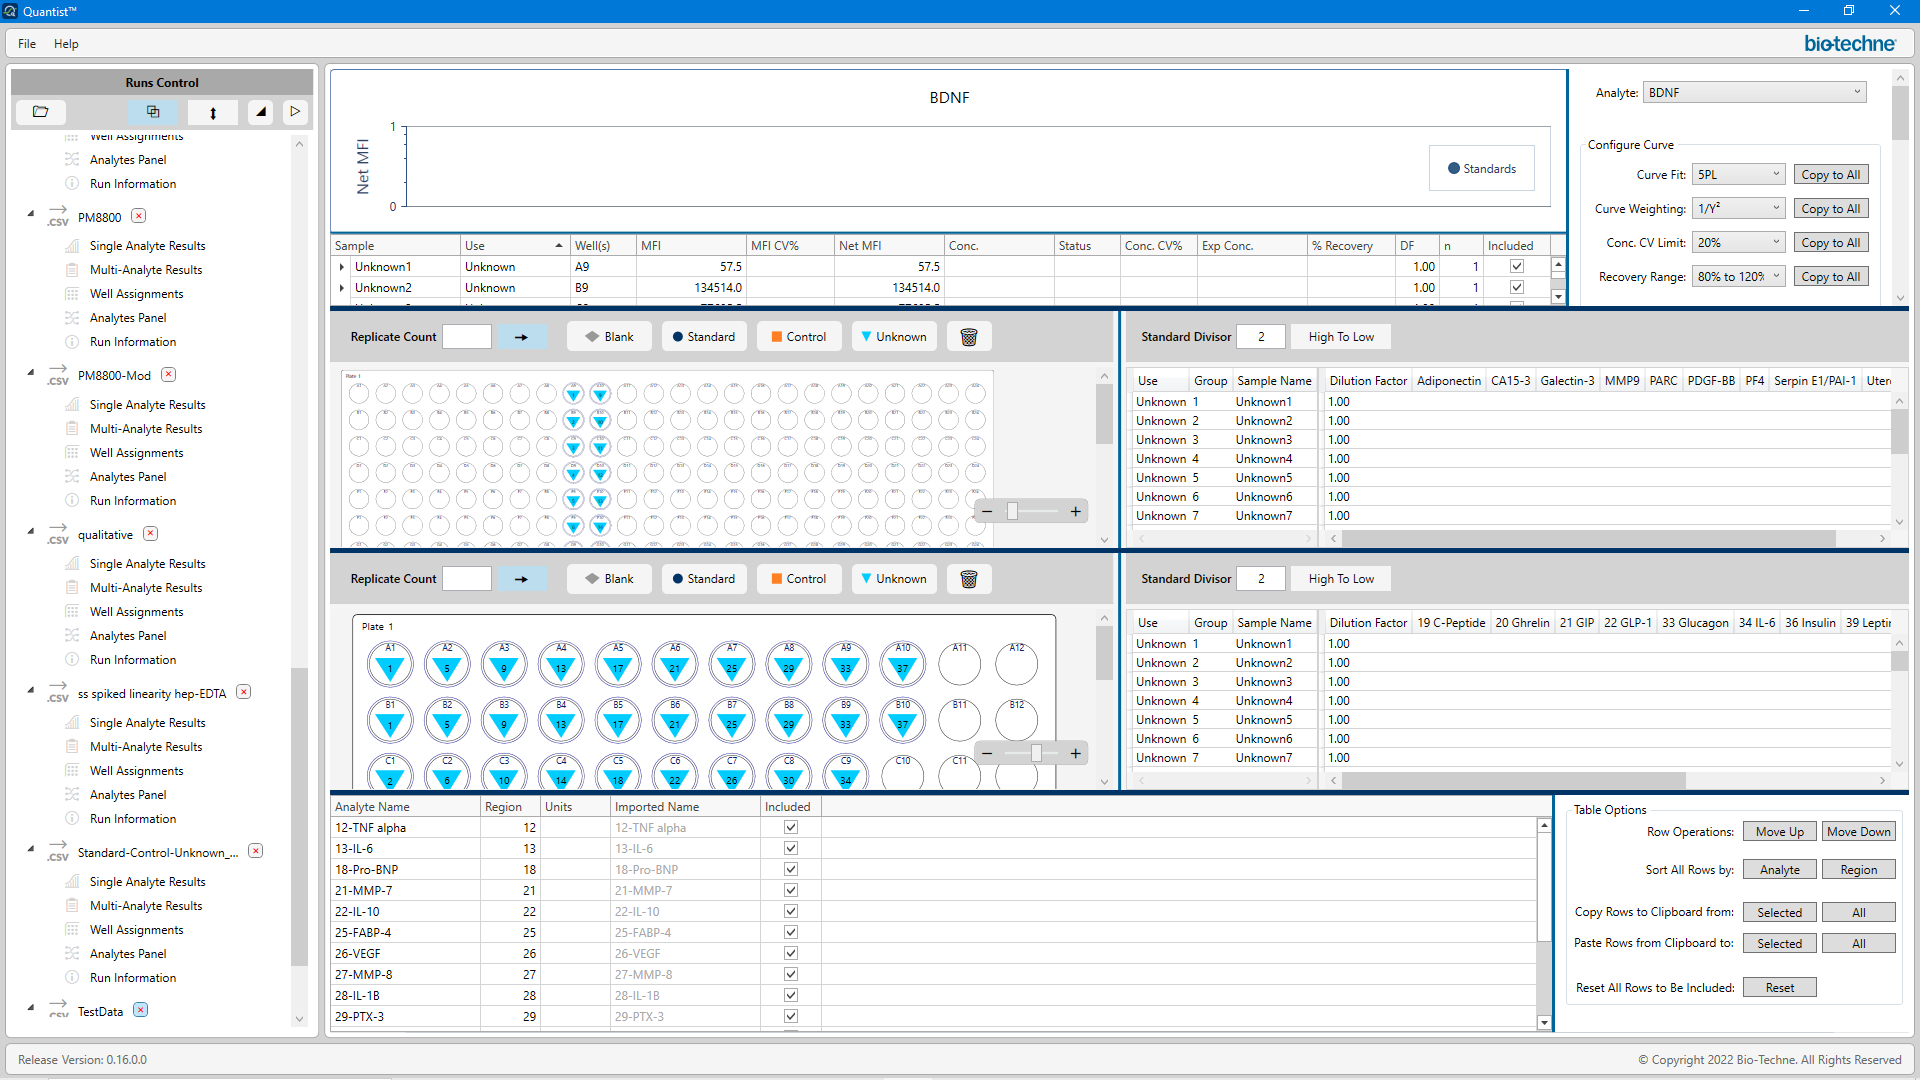 Quantist™
File Help
bio-techne
Runs Control
Well Assignments
Analytes Panel
Run Information
.CSV PM8800
Single Analyte Results
Multi-Analyte Results
Well Assignments
Analytes Panel
Run Information
.CSV PM8800-Mod
Single Analyte Results
Multi-Analyte Results
Well Assignments
Analytes Panel
Run Information
.CSV qualitative
Single Analyte Results
Multi-Analyte Results
Well Assignments
Analytes Panel
Run Information
.CSV ss spiked linearity hep-EDTA
Single Analyte Results
Multi-Analyte Results
Well Assignments
Analytes Panel
Run Information
.CSV Standard-Control-Unknown_...
Single Analyte Results
Multi-Analyte Results
Well Assignments
Analytes Panel
Run Information
.CSV TestData
BDNF
Net MFI
1
0
Standards
Sample Use Well(s) MFI MFI CV% Net MFI Conc. Status Conc. CV% Exp Conc. % Recovery DF n Included
Unknown1 Unknown A9 57.5 57.5 1.00 1
Unknown2 Unknown B9 134514.0 134514.0 1.00 1
Analyte: BDNF
Configure Curve
Curve Fit: 5PL Copy to All
Curve Weighting: 1/Y² Copy to All
Conc. CV Limit: 20% Copy to All
Recovery Range: 80% to 120% Copy to All
Replicate Count Blank Standard Control Unknown
Plate 1
Standard Divisor 2 High To Low
Use Group Sample Name Dilution Factor Adiponectin CA15-3 Galectin-3 MMP9 PARC PDGF-BB PF4 Serpin E1/PAI-1 Utero
Unknown 1 Unknown1 1.00
Unknown 2 Unknown2 1.00
Unknown 3 Unknown3 1.00
Unknown 4 Unknown4 1.00
Unknown 5 Unknown5 1.00
Unknown 6 Unknown6 1.00
Unknown 7 Unknown7 1.00
Replicate Count Blank Standard Control Unknown
Plate 1
A1 A2 A3 A4 A5 A6 A7 A8 A9 A10 A11 A12
1 5 9 13 17 21 25 29 33 37
B1 B2 B3 B4 B5 B6 B7 B8 B9 B10 B11 B12
1 5 9 13 17 21 25 29 33 37
C1 C2 C3 C4 C5 C6 C7 C8 C9 C10 C11
2 6 10 14 18 22 26 30 34
Standard Divisor 2 High To Low
Use Group Sample Name Dilution Factor 19 C-Peptide 20 Ghrelin 21 GIP 22 GLP-1 33 Glucagon 34 IL-6 36 Insulin 39 Leptin
Unknown 1 Unknown1 1.00
Unknown 2 Unknown2 1.00
Unknown 3 Unknown3 1.00
Unknown 4 Unknown4 1.00
Unknown 5 Unknown5 1.00
Unknown 6 Unknown6 1.00
Unknown 7 Unknown7 1.00
Analyte Name Region Units Imported Name Included
12-TNF alpha 12 12-TNF alpha
13-IL-6 13 13-IL-6
18-Pro-BNP 18 18-Pro-BNP
21-MMP-7 21 21-MMP-7
22-IL-10 22 22-IL-10
25-FABP-4 25 25-FABP-4
26-VEGF 26 26-VEGF
27-MMP-8 27 27-MMP-8
28-IL-1B 28 28-IL-1B
29-PTX-3 29 29-PTX-3
Table Options
Row Operations: Move Up Move Down
Sort All Rows by: Analyte Region
Copy Rows to Clipboard from: Selected All
Paste Rows from Clipboard to: Selected All
Reset All Rows to Be Included: Reset
Release Version: 0.16.0.0
© Copyright 2022 Bio-Techne. All Rights Reserved